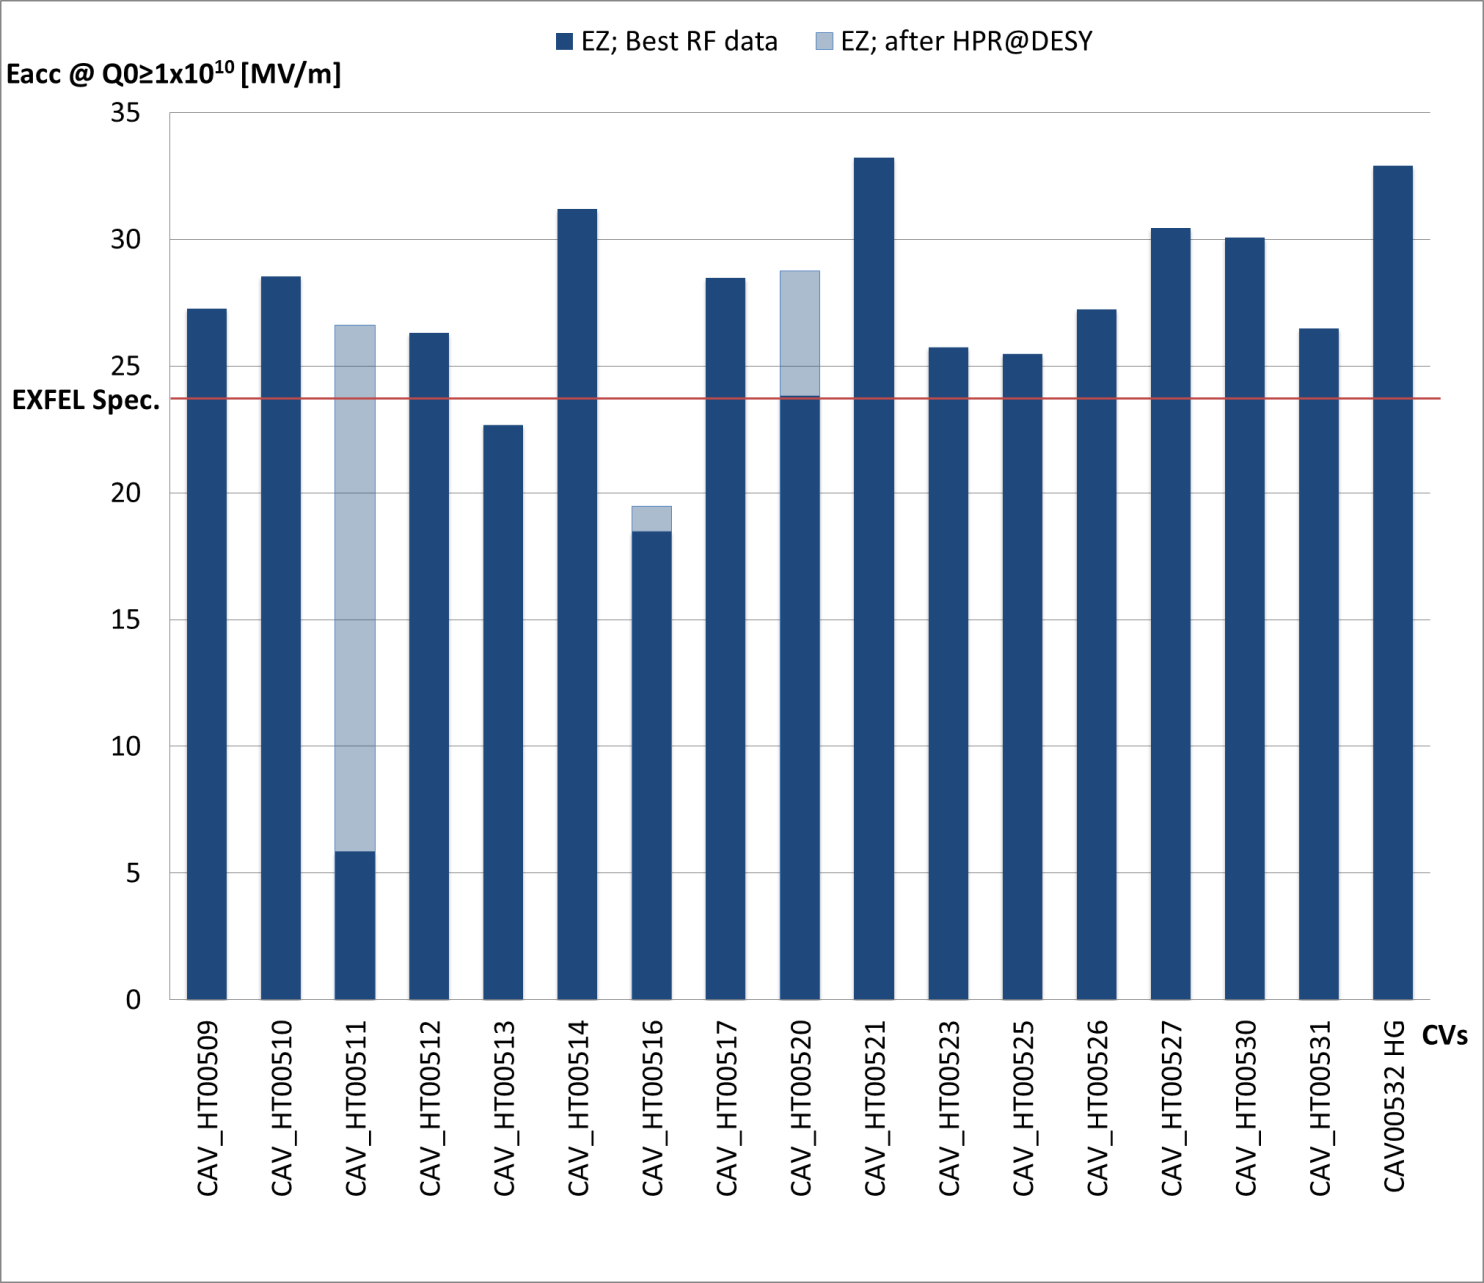 EZ; Best RF data EZ; after HPR@DESY
Eacc @ Q0≥1x10¹⁰ [MV/m]
35
30
25
EXFEL Spec.
20
15
10
5
0
CAV_HT00509
CAV_HT00510
CAV_HT00511
CAV_HT00512
CAV_HT00513
CAV_HT00514
CAV_HT00516
CAV_HT00517
CAV_HT00520
CAV_HT00521
CAV_HT00523
CAV_HT00525
CAV_HT00526
CAV_HT00527
CAV_HT00530
CAV_HT00531
CAV00532 HG
CVs